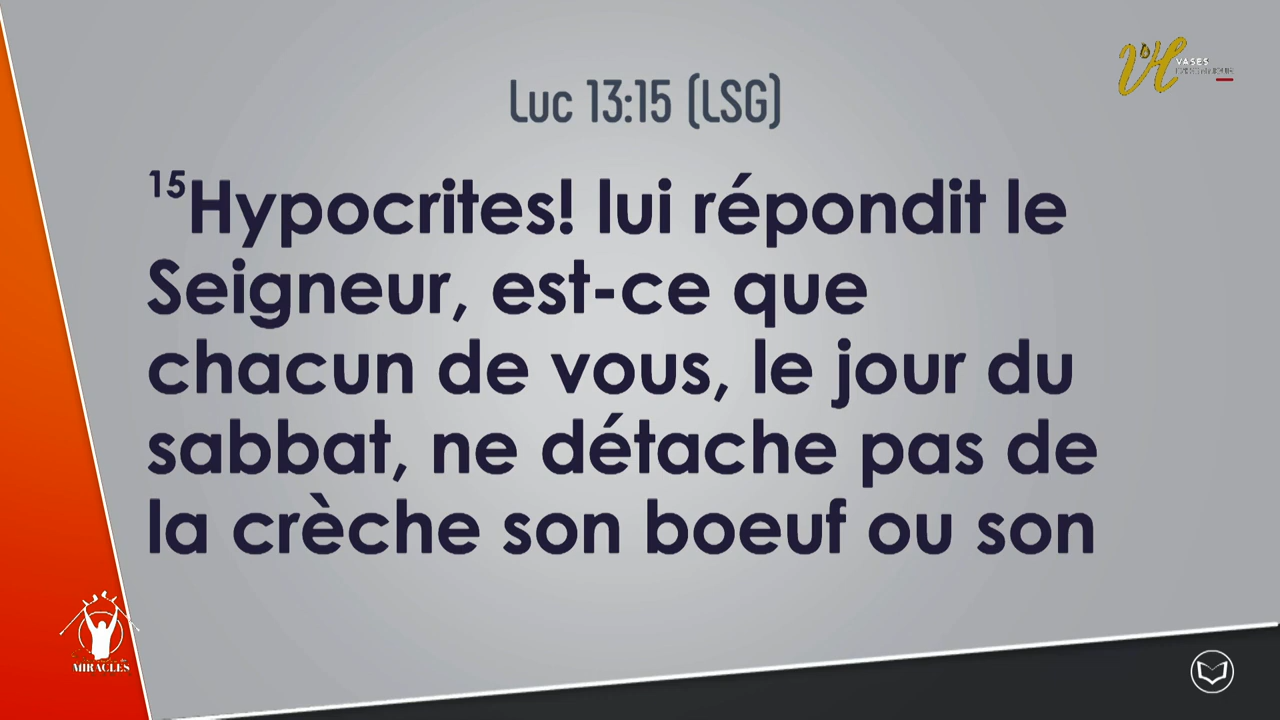 Luc 13:15 (LSG)
VASES
15Hypocrites! lui répondit le
Seigneur, est-ce que
chacun de vous, le jour du
sabbat, ne détache pas de
la crèche son boeuf ou son
MIRACLES